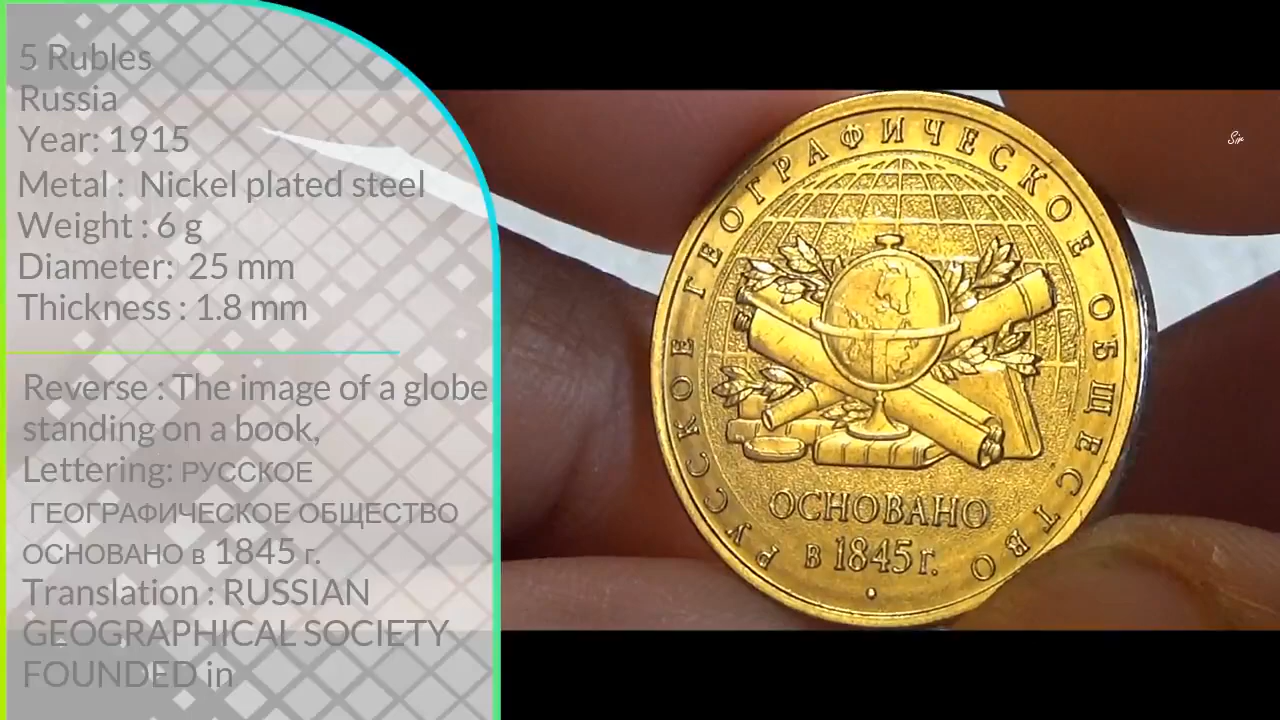 5 Rubles
Russia
Year: 1915
Metal : Nickel plated steel
Weight : 6 g
Diameter: 25 mm
Thickness : 1.8 mm
Reverse : The image of a globe
standing on a book,
Lettering: РУССКОЕ
ГЕОГРАФИЧЕСКОЕ ОБЩЕСТВО
ОСНОВАНО в 1845 г.
Translation : RUSSIAN
GEOGRAPHICAL SOCIETY
FOUNDED in
РУССКОЕ ГЕОГРАФИЧЕСКОЕ ОБЩЕСТВО
ОСНОВАНО
В 1845 г.
Sir